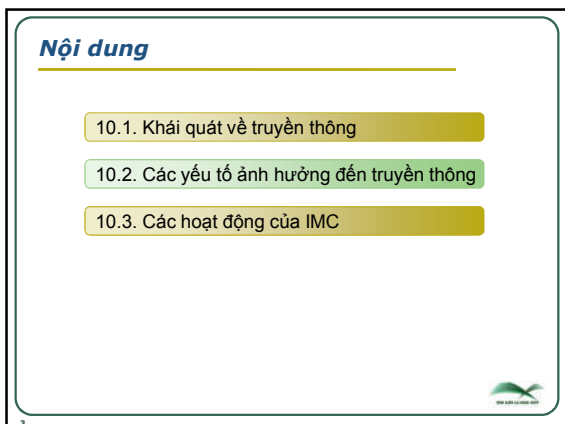 Nội dung
10.1. Khái quát về truyền thông
10.2. Các yếu tố ảnh hưởng đến truyền thông
10.3. Các hoạt động của IMC